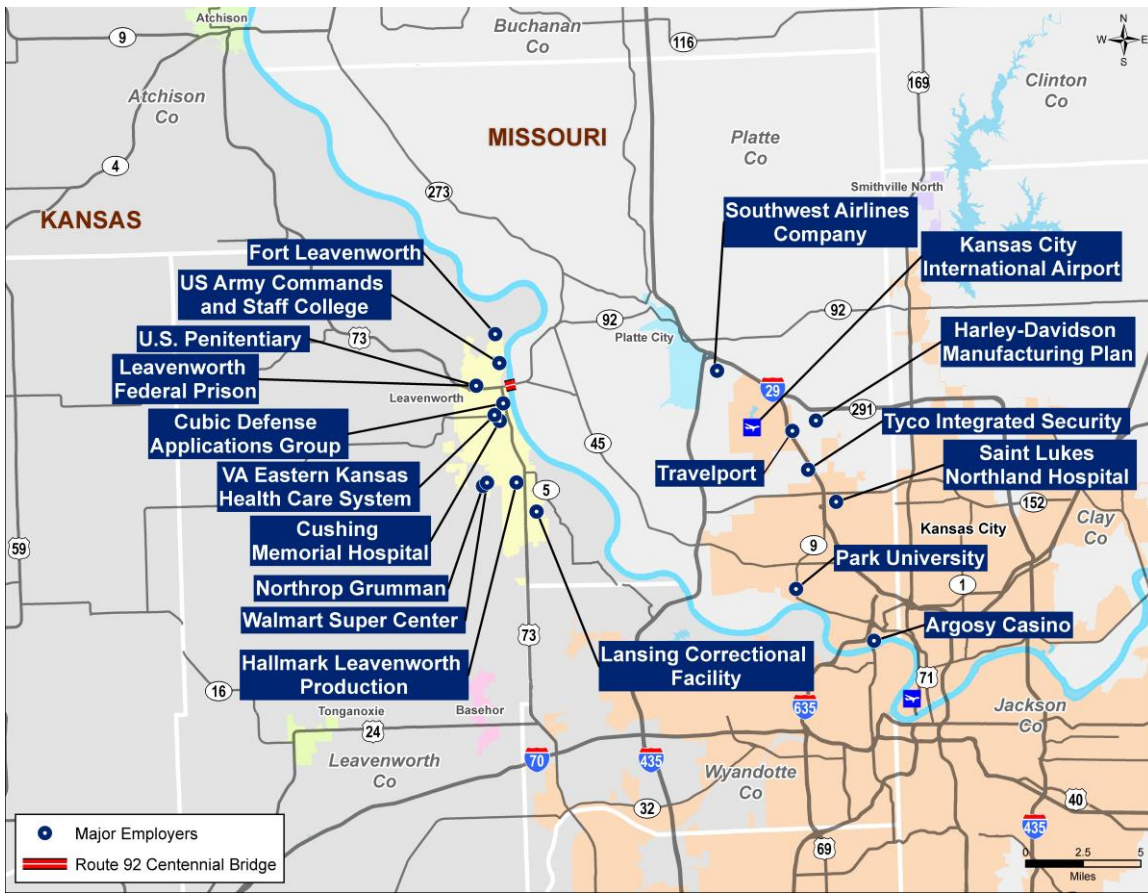 Atchison
9
Buchanan
Co
116
N
W E
S
169
Clinton
Co
Atchison
Co
MISSOURI
Platte
Co
4
273
Smithville North
KANSAS
Southwest Airlines
Company
Kansas City
International Airport
Fort Leavenworth
US Army Commands
and Staff College
73
92
92
U.S. Penitentiary
Platte City
Harley-Davidson
Manufacturing Plan
Leavenworth
Federal Prison
Leavenworth
29
291
Cubic Defense
Applications Group
45
Tyco Integrated Security
Travelport
Saint Lukes
Northland Hospital
VA Eastern Kansas
Health Care System
5
152
Cushing
Memorial Hospital
Kansas City
Clay
Co
59
9
Park University
Northrop Grumman
1
Walmart Super Center
73
Argosy Casino
Hallmark Leavenworth
Production
Lansing Correctional
Facility
71
16
Tonganoxie
Basehor
635
Jackson
Co
24
Leavenworth
Co
70
435
Wyandotte
Co
40
32
Major Employers
Route 92 Centennial Bridge
69
435
0 2.5 5
Miles